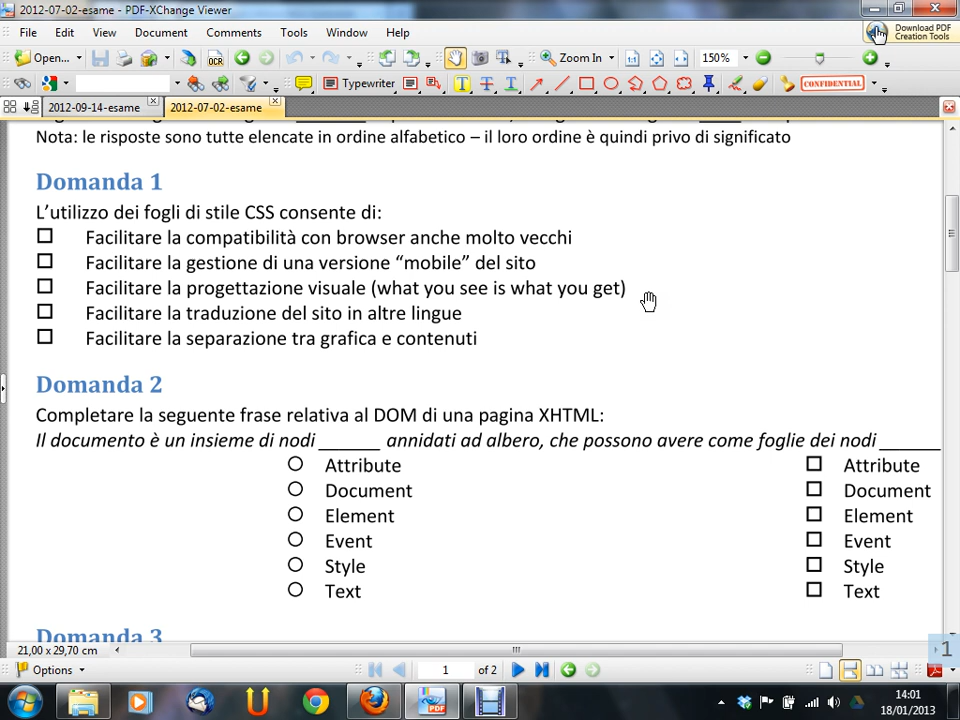 2012-07-02-esame - PDF-XChange Viewer
File Edit View Document Comments Tools Window Help
Download PDF
Creation Tools
Open... OCR Zoom In 150%
Typewriter CONFIDENTIAL
2012-09-14-esame 2012-07-02-esame
Nota: le risposte sono tutte elencate in ordine alfabetico – il loro ordine è quindi privo di significato
Domanda 1
L'utilizzo dei fogli di stile CSS consente di:
Facilitare la compatibilità con browser anche molto vecchi
Facilitare la gestione di una versione “mobile” del sito
Facilitare la progettazione visuale (what you see is what you get)
Facilitare la traduzione del sito in altre lingue
Facilitare la separazione tra grafica e contenuti
Domanda 2
Completare la seguente frase relativa al DOM di una pagina XHTML:
Il documento è un insieme di nodi ______ annidati ad albero, che possono avere come foglie dei nodi ______
Attribute Attribute
Document Document
Element Element
Event Event
Style Style
Text Text
Domanda 3
21,00 x 29,70 cm
1
Options 1 of 2
PDF
14:01
18/01/2013